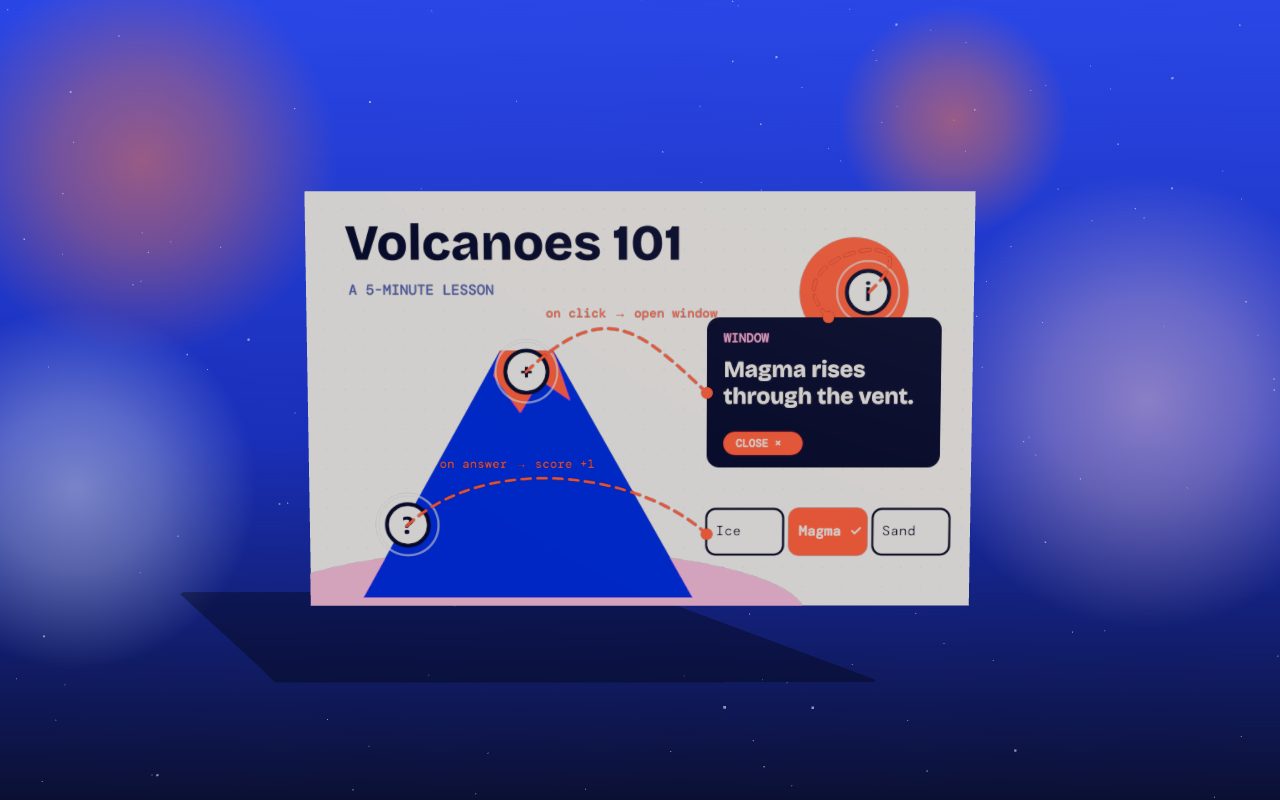 Volcanoes 101
A 5-MINUTE LESSON
i
on click → open window
WINDOW
Magma rises
through the vent.
CLOSE ×
+
on answer → score +1
?
Ice
Magma ✓
Sand